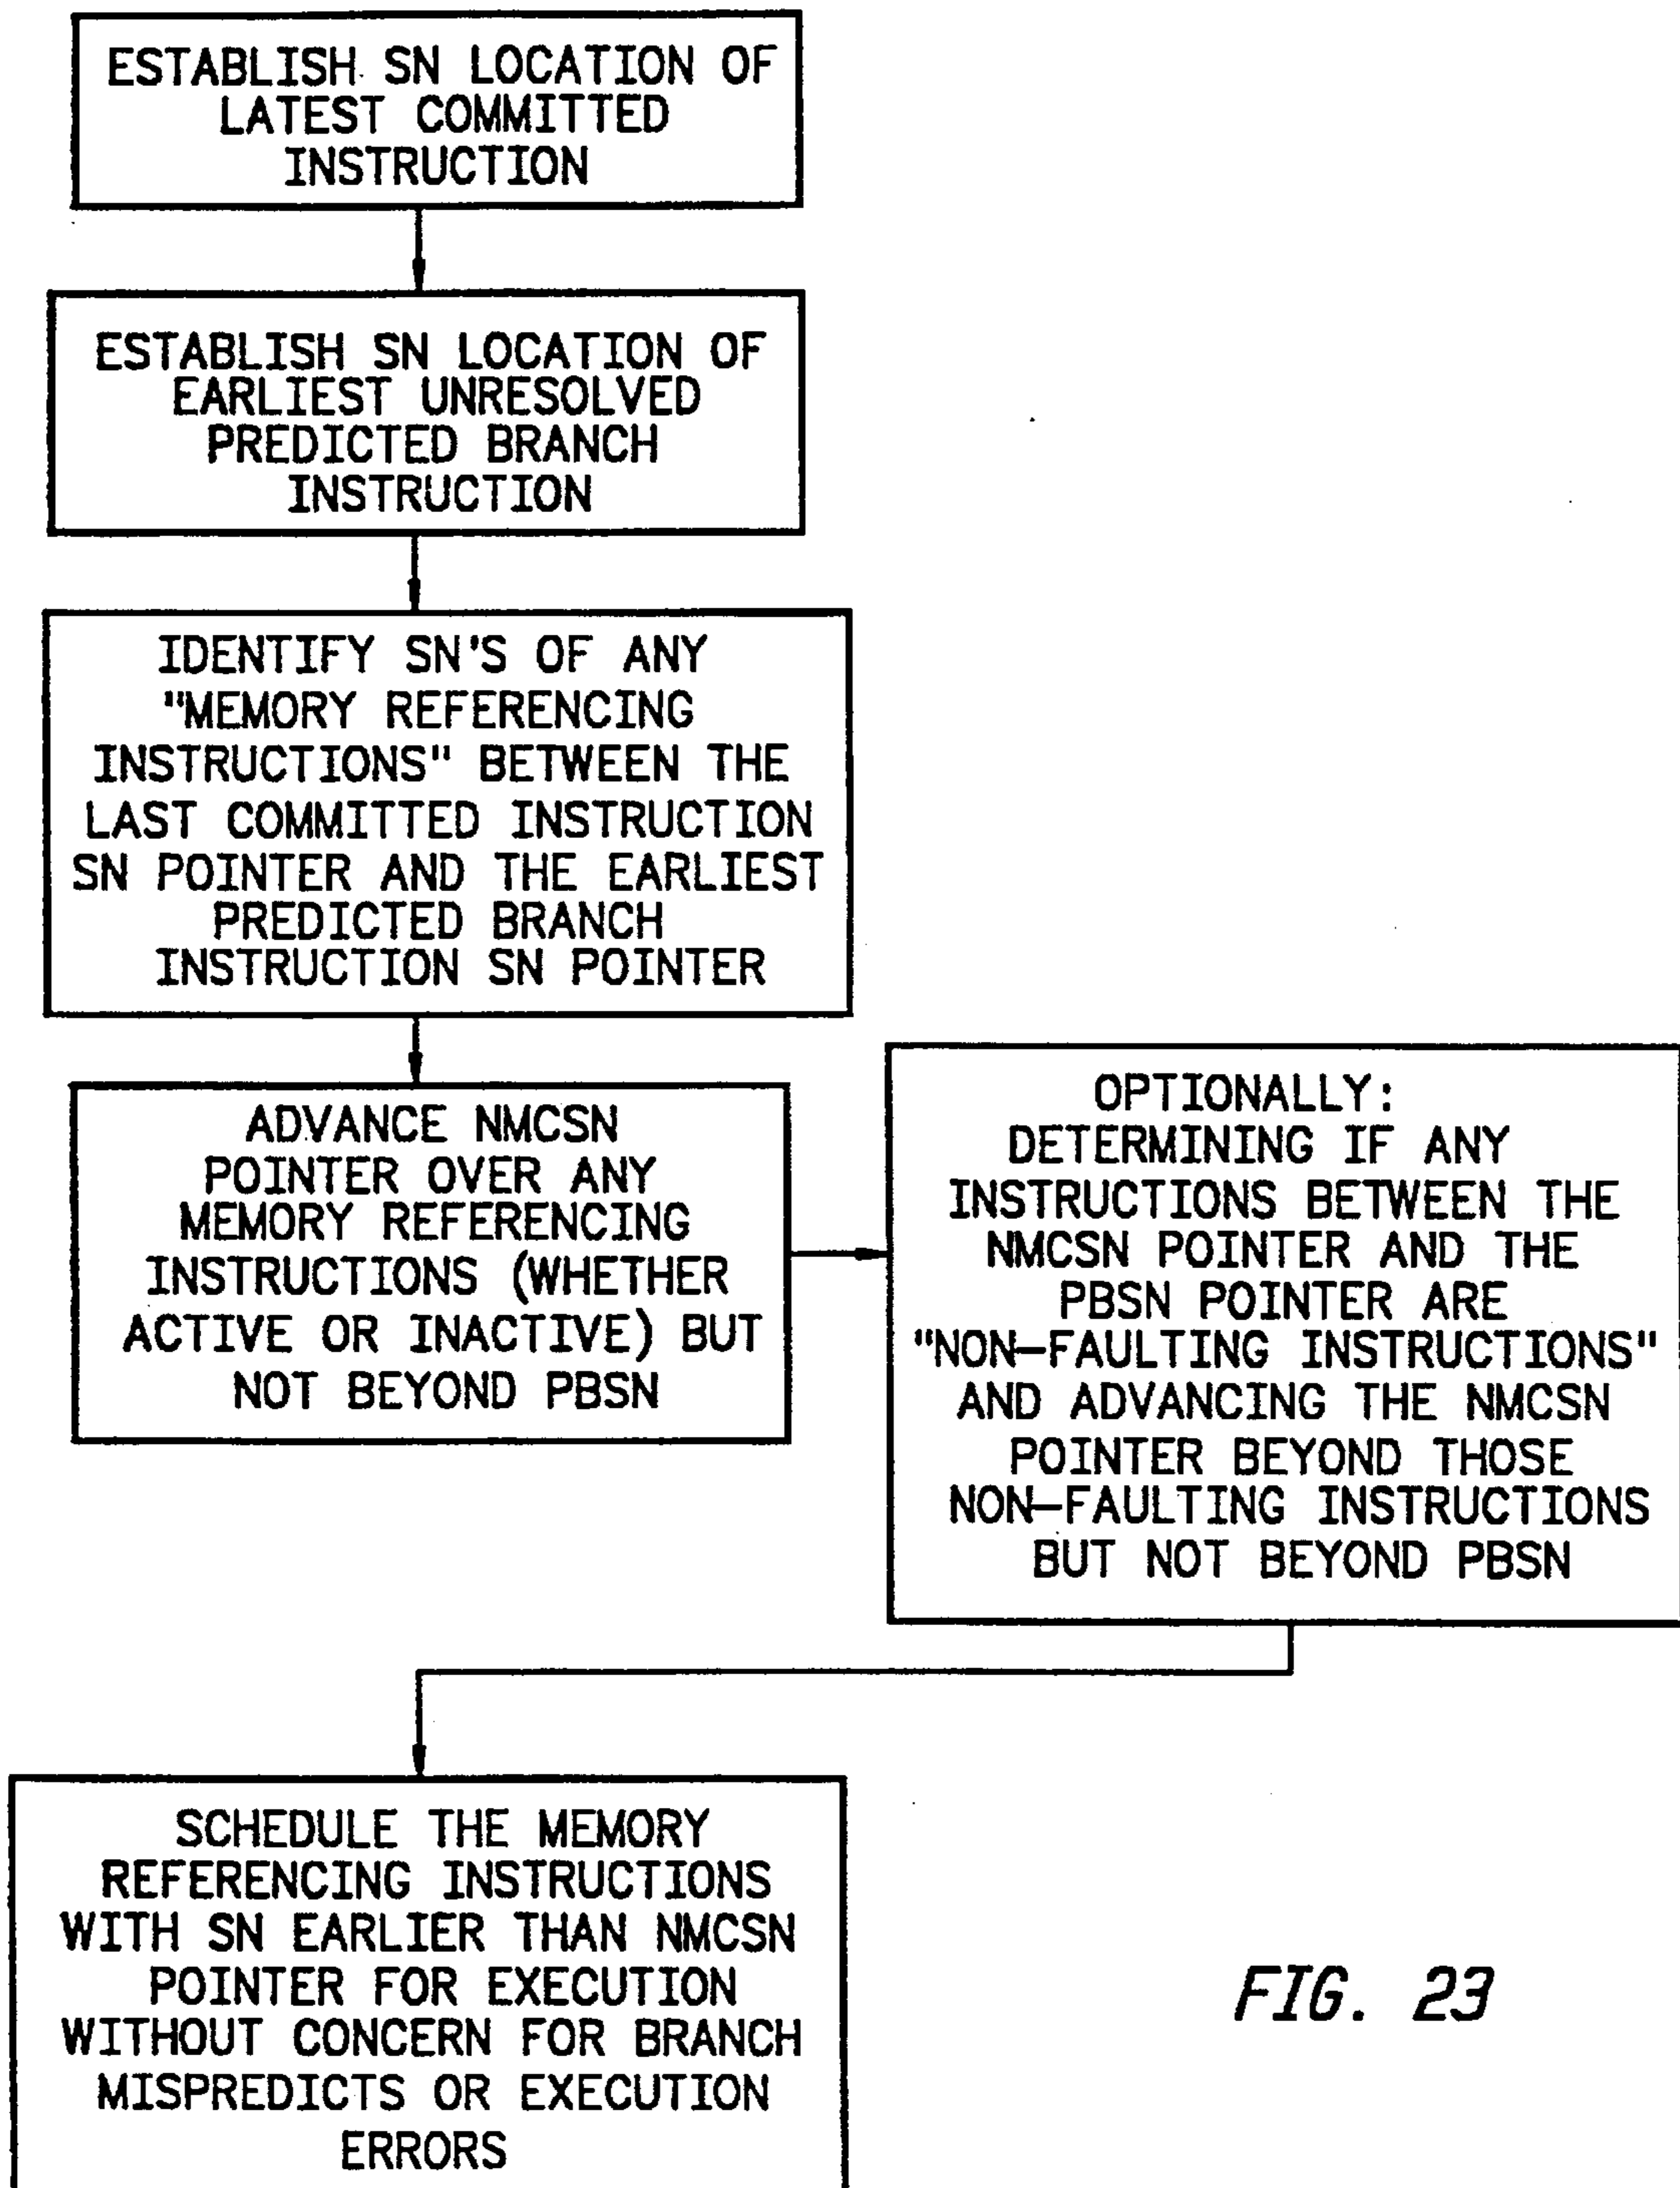 ESTABLISH SN LOCATION OF
LATEST COMMITTED
INSTRUCTION
ESTABLISH SN LOCATION OF
EARLIEST UNRESOLVED
PREDICTED BRANCH
INSTRUCTION
IDENTIFY SN'S OF ANY
"MEMORY REFERENCING
INSTRUCTIONS" BETWEEN THE
LAST COMMITTED INSTRUCTION
SN POINTER AND THE EARLIEST
PREDICTED BRANCH
INSTRUCTION SN POINTER
ADVANCE NMCSN
POINTER OVER ANY
MEMORY REFERENCING
INSTRUCTIONS (WHETHER
ACTIVE OR INACTIVE) BUT
NOT BEYOND PBSN
OPTIONALLY:
DETERMINING IF ANY
INSTRUCTIONS BETWEEN THE
NMCSN POINTER AND THE
PBSN POINTER ARE
"NON-FAULTING INSTRUCTIONS"
AND ADVANCING THE NMCSN
POINTER BEYOND THOSE
NON-FAULTING INSTRUCTIONS
BUT NOT BEYOND PBSN
SCHEDULE THE MEMORY
REFERENCING INSTRUCTIONS
WITH SN EARLIER THAN NMCSN
POINTER FOR EXECUTION
WITHOUT CONCERN FOR BRANCH
MISPREDICTS OR EXECUTION
ERRORS
FIG. 23